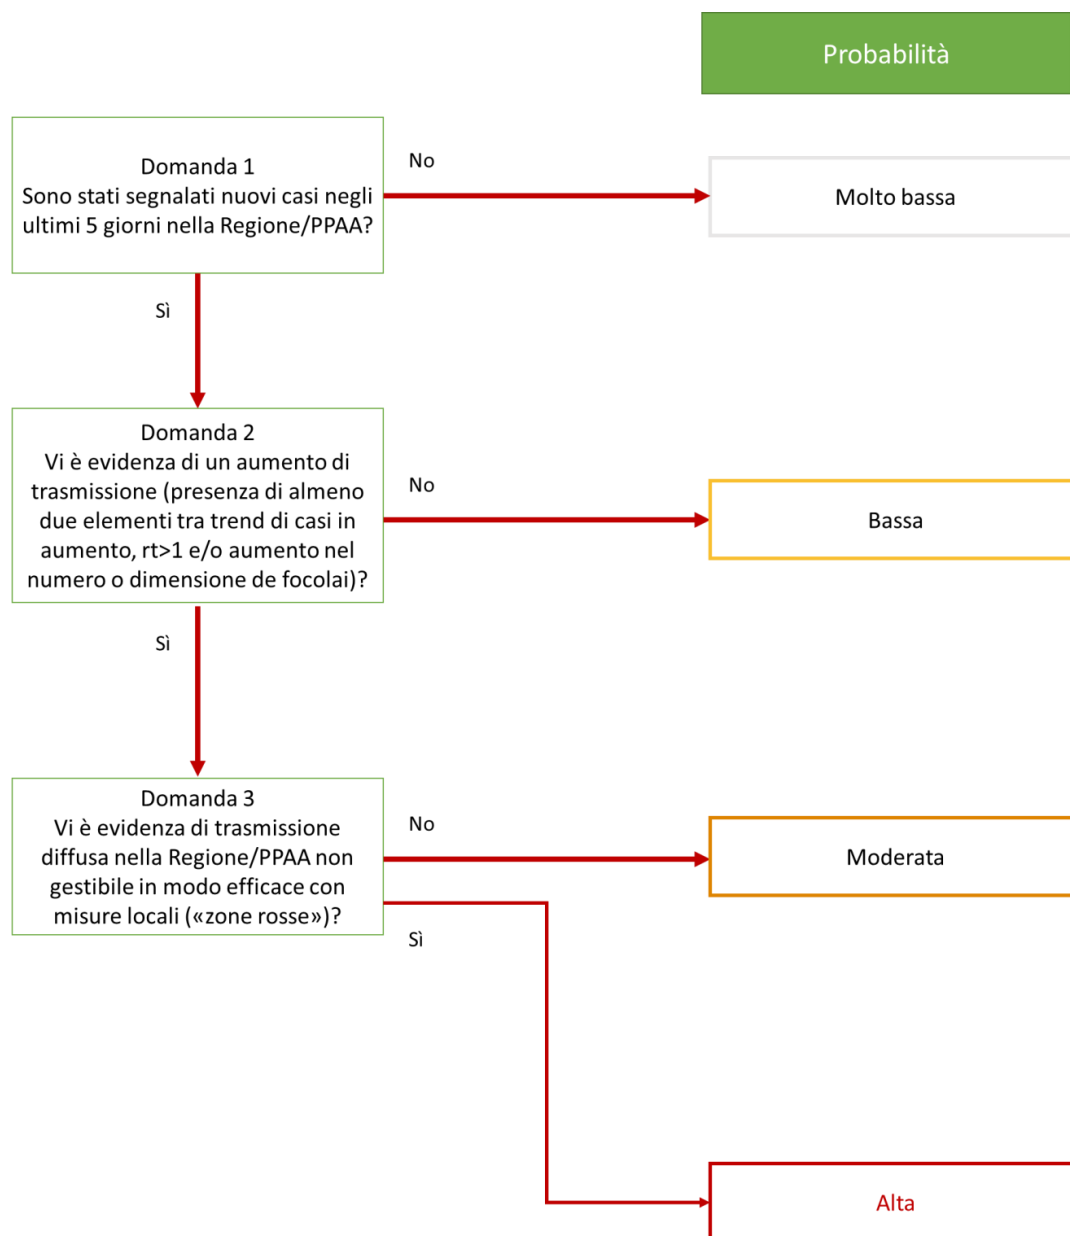 Probabilità
Domanda 1
Sono stati segnalati nuovi casi negli
ultimi 5 giorni nella Regione/PPAA?
No
Molto bassa
Sì
Domanda 2
Vi è evidenza di un aumento di
trasmissione (presenza di almeno
due elementi tra trend di casi in
aumento, rt>1 e/o aumento nel
numero o dimensione de focolai)?
No
Bassa
Sì
Domanda 3
Vi è evidenza di trasmissione
diffusa nella Regione/PPAA non
gestibile in modo efficace con
misure locali («zone rosse»)?
No
Moderata
Sì
Alta